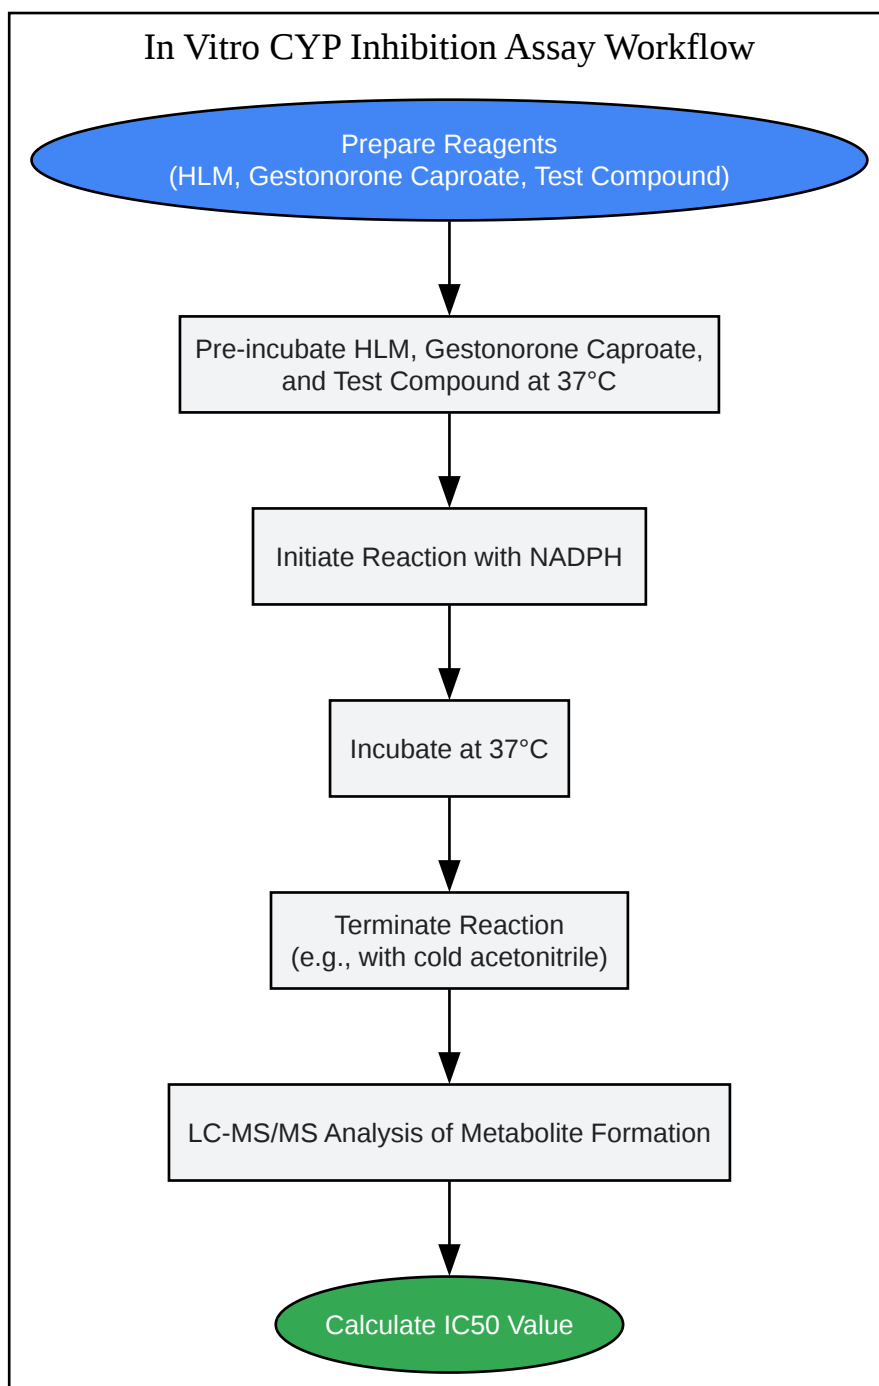 In Vitro CYP Inhibition Assay Workflow
Prepare Reagents
(HLM, Gestonorone Caproate, Test Compound)
Pre-incubate HLM, Gestonorone Caproate,
and Test Compound at 37°C
Initiate Reaction with NADPH
Incubate at 37°C
Terminate Reaction
(e.g., with cold acetonitrile)
LC-MS/MS Analysis of Metabolite Formation
Calculate IC50 Value